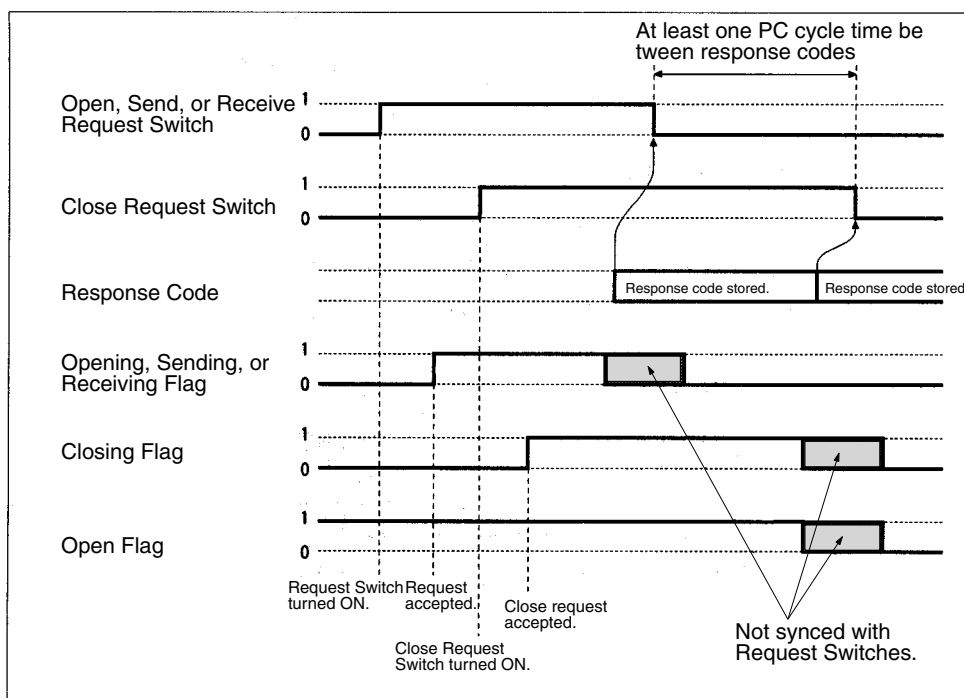 At least one PC cycle time be
tween response codes
Open, Send, or Receive
Request Switch
1
0
Close Request Switch
1
0
Response Code
Response code stored.
Response code stored
Opening, Sending, or
Receiving Flag
1
0
Closing Flag
1
0
Open Flag
1
0
Request Switch
turned ON.
Request
accepted.
Close Request
Switch turned ON.
Close request
accepted.
Not synced with
Request Switches.